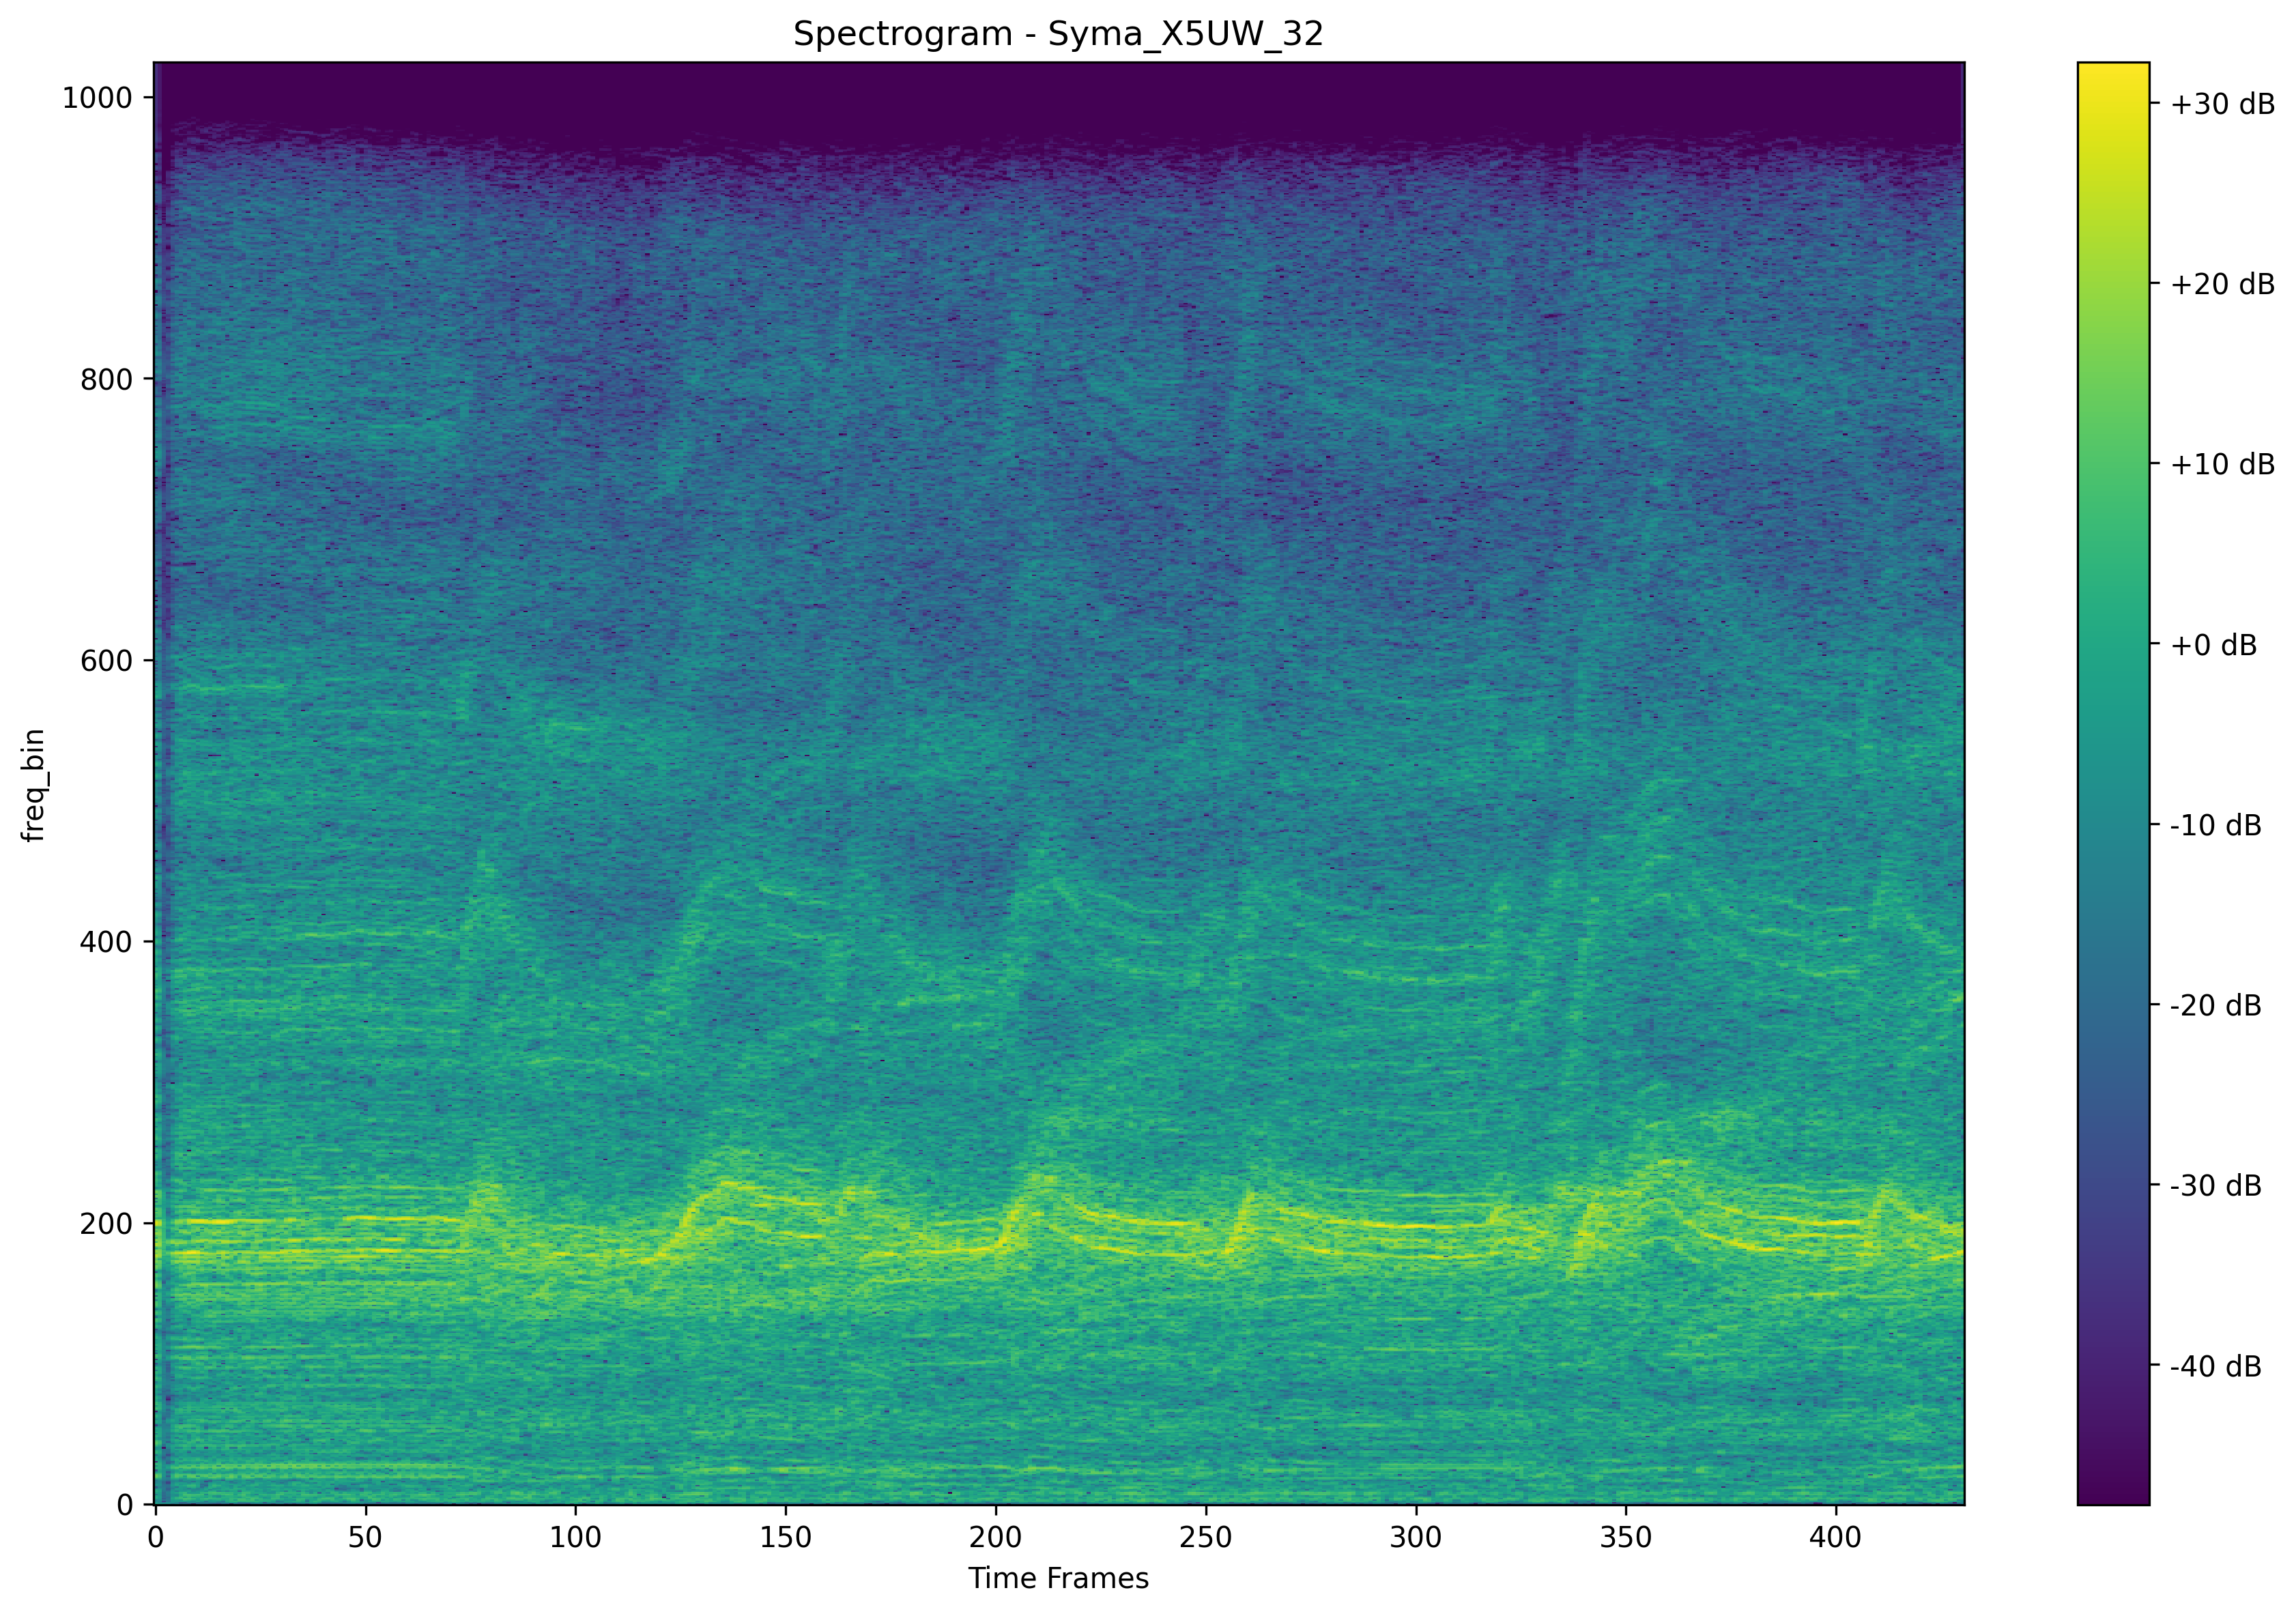 Spectrogram - Syma_X5UW_32
1000
800
600
400
200
0
freq_bin
0 50 100 150 200 250 300 350 400
Time Frames
+30 dB
+20 dB
+10 dB
+0 dB
-10 dB
-20 dB
-30 dB
-40 dB